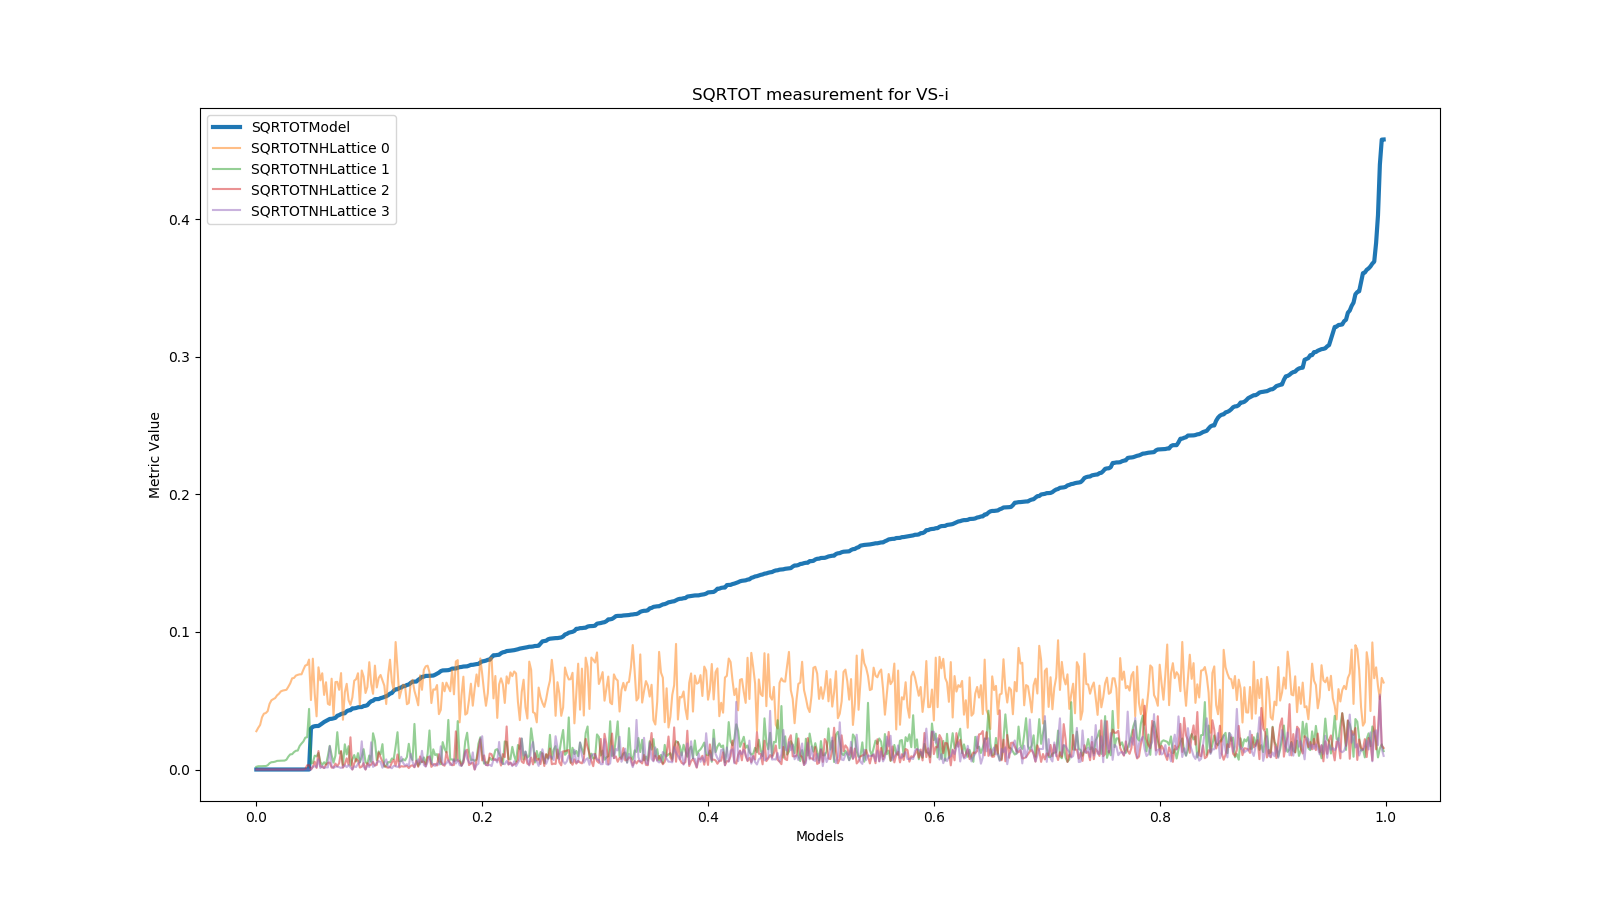 SQRTOT measurement for VS-i
SQRTOTModel
SQRTOTNHLattice 0
SQRTOTNHLattice 1
SQRTOTNHLattice 2
SQRTOTNHLattice 3
0.4
0.3
0.2
0.1
0.0
Metric Value
0.0 0.2 0.4 0.6 0.8 1.0
Models